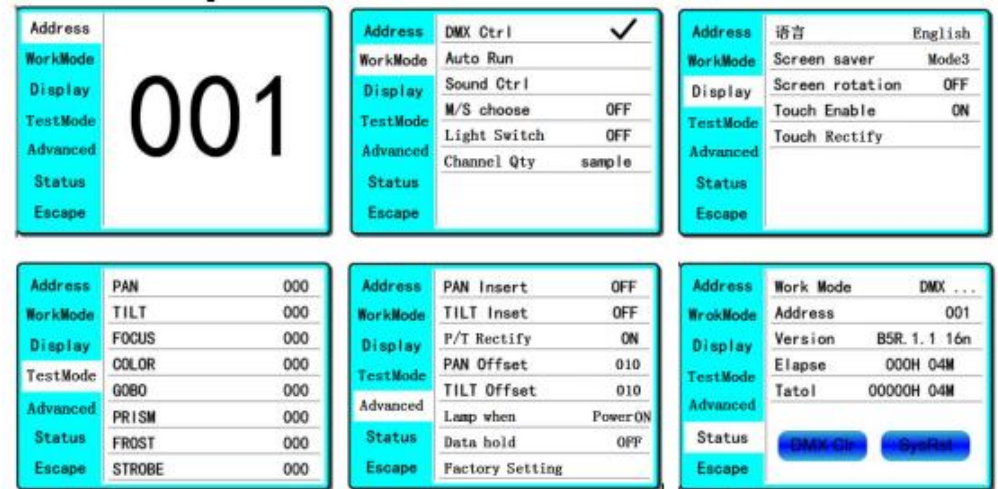 Address
WorkMode
Display
TestMode
Advanced
Status
Escape
001
Address
WorkMode
Display
TestMode
Advanced
Status
Escape
DMX Ctrl ✓
Auto Run
Sound Ctrl
M/S choose OFF
Light Switch OFF
Channel Qty sample
Address
WorkMode
Display
TestMode
Advanced
Status
Escape
语言 English
Screen saver Mode3
Screen rotation OFF
Touch Enable ON
Touch Rectify
Address
WorkMode
Display
TestMode
Advanced
Status
Escape
PAN 000
TILT 000
FOCUS 000
COLOR 000
GOBO 000
PRISM 000
FROST 000
STROBE 000
Address
WorkMode
Display
TestMode
Advanced
Status
Escape
PAN Insert OFF
TILT Inset OFF
P/T Rectify ON
PAN Offset 010
TILT Offset 010
Lamp when PowerON
Data hold OFF
Factory Setting
Address
WrokMode
Display
TestMode
Advanced
Status
Escape
Work Mode DMX ...
Address 001
Version B5R.1.1 16n
Elapse 000H 04M
Tatol 00000H 04M
DMX Clr SysRst